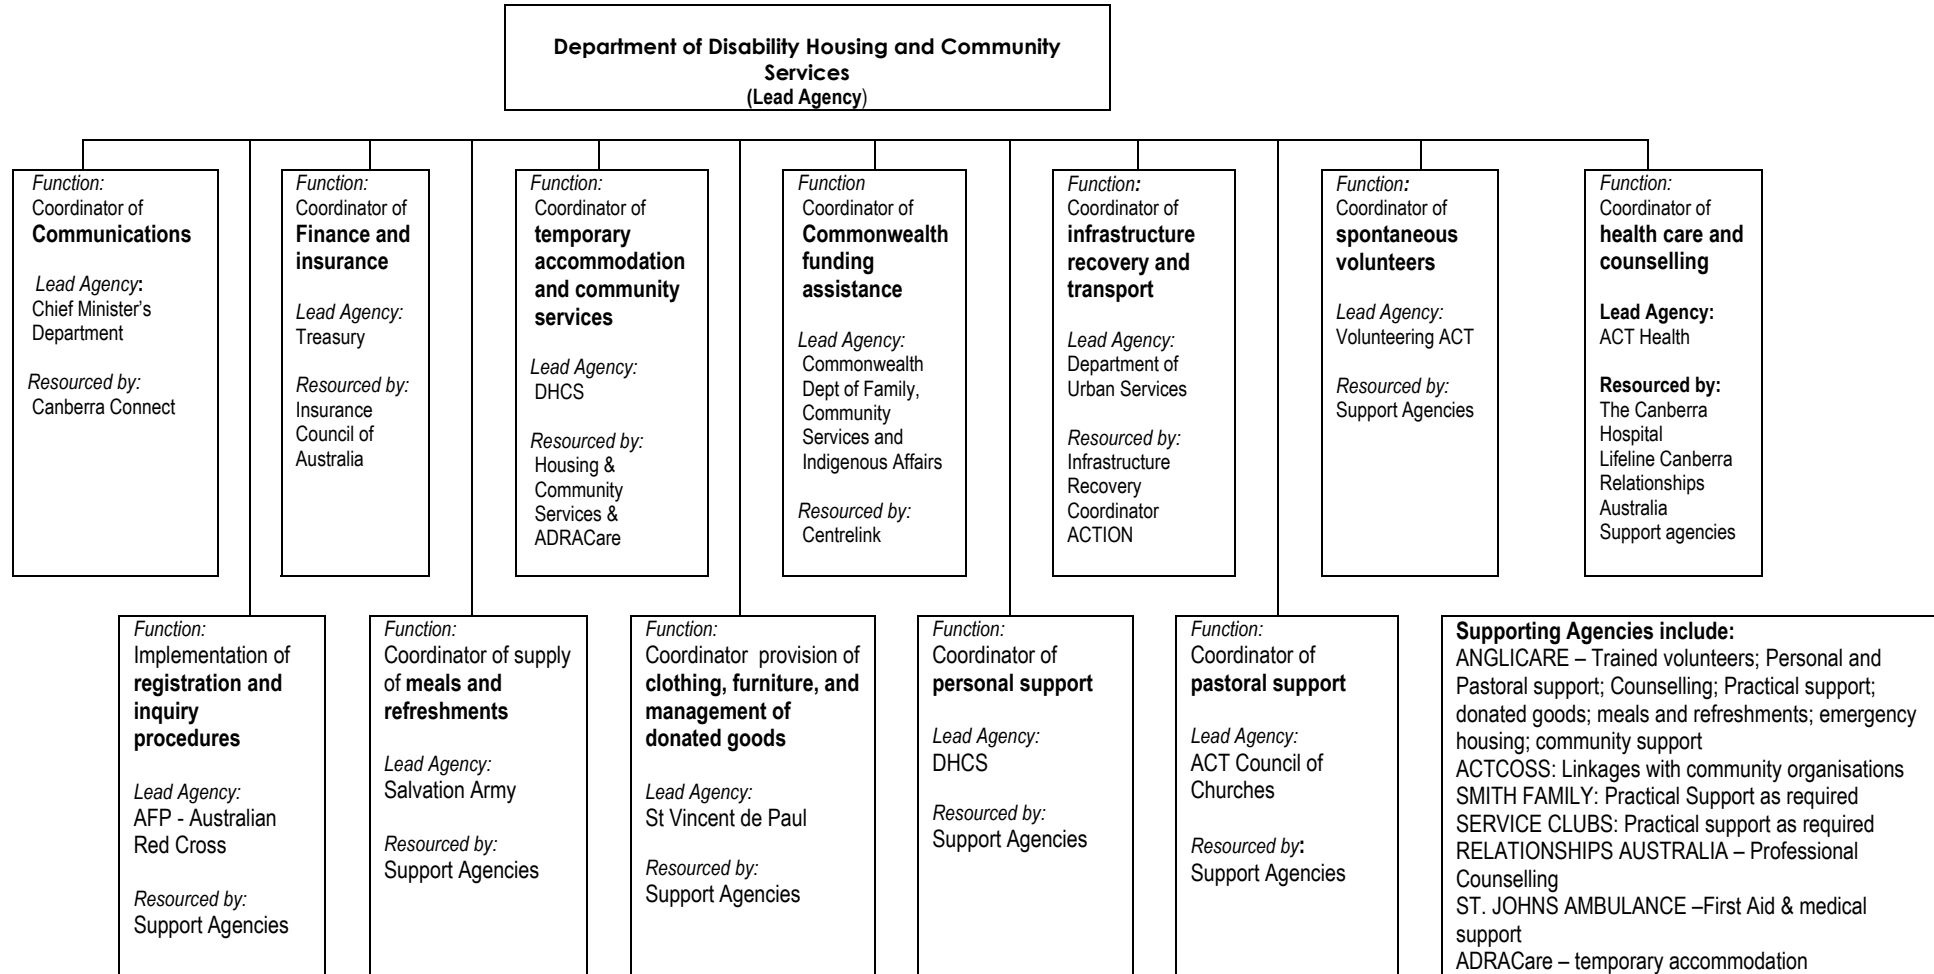 Department of Disability Housing and Community
Services
(Lead Agency)
Function:
Coordinator of
Communications
Lead Agency:
Chief Minister's
Department
Resourced by:
Canberra Connect
Function:
Coordinator of
Finance and
insurance
Lead Agency:
Treasury
Resourced by:
Insurance
Council of
Australia
Function:
Coordinator of
temporary
accommodation
and community
services
Lead Agency:
DHCS
Resourced by:
Housing &
Community
Services &
ADRACare
Function
Coordinator of
Commonwealth
funding
assistance
Lead Agency:
Commonwealth
Dept of Family,
Community
Services and
Indigenous Affairs
Resourced by:
Centrelink
Function:
Coordinator of
infrastructure
recovery and
transport
Lead Agency:
Department of
Urban Services
Resourced by:
Infrastructure
Recovery
Coordinator
ACTION
Function:
Coordinator of
spontaneous
volunteers
Lead Agency:
Volunteering ACT
Resourced by:
Support Agencies
Function:
Coordinator of
health care and
counselling
Lead Agency:
ACT Health
Resourced by:
The Canberra
Hospital
Lifeline Canberra
Relationships
Australia
Support agencies
Function:
Implementation of
registration and
inquiry
procedures
Lead Agency:
AFP - Australian
Red Cross
Resourced by:
Support Agencies
Function:
Coordinator of supply
of meals and
refreshments
Lead Agency:
Salvation Army
Resourced by:
Support Agencies
Function:
Coordinator provision of
clothing, furniture, and
management of
donated goods
Lead Agency:
St Vincent de Paul
Resourced by:
Support Agencies
Function:
Coordinator of
personal support
Lead Agency:
DHCS
Resourced by:
Support Agencies
Function:
Coordinator of
pastoral support
Lead Agency:
ACT Council of
Churches
Resourced by:
Support Agencies
Supporting Agencies include:
ANGLICARE – Trained volunteers; Personal and
Pastoral support; Counselling; Practical support;
donated goods; meals and refreshments; emergency
housing; community support
ACTCOSS: Linkages with community organisations
SMITH FAMILY: Practical Support as required
SERVICE CLUBS: Practical support as required
RELATIONSHIPS AUSTRALIA – Professional
Counselling
ST. JOHNS AMBULANCE –First Aid & medical
support
ADRACare – temporary accommodation